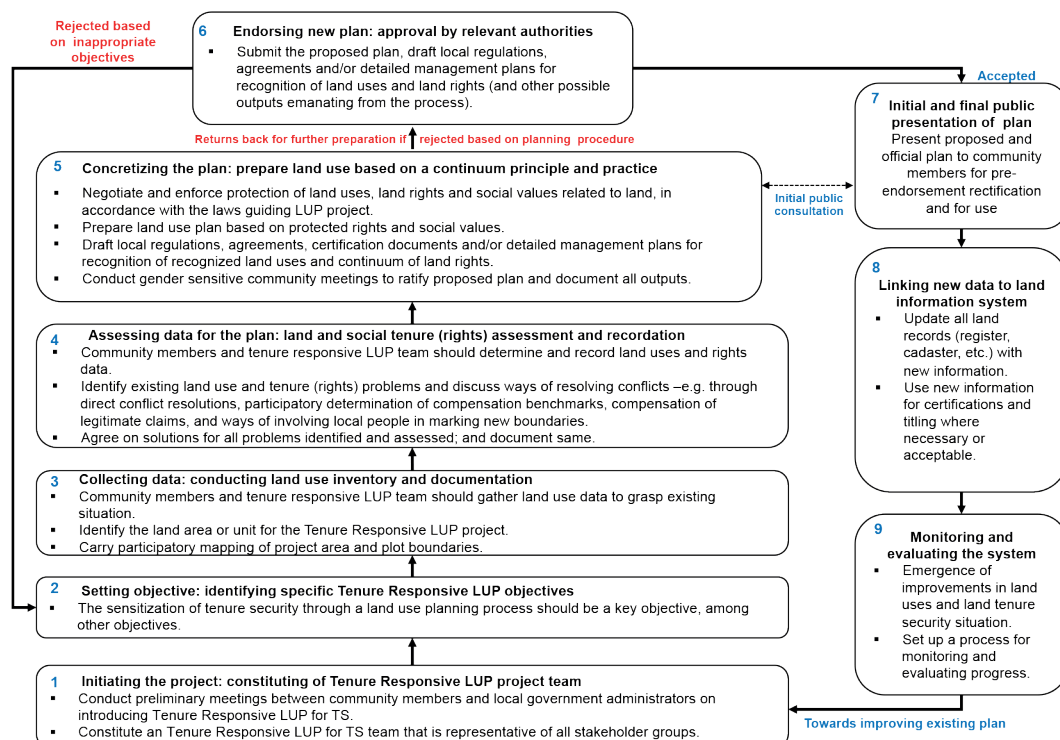 Rejected based
on inappropriate
objectives
6 Endorsing new plan: approval by relevant authorities
▪ Submit the proposed plan, draft local regulations,
agreements and/or detailed management plans for
recognition of land uses and land rights (and other possible
outputs emanating from the process).
Accepted
Returns back for further preparation if rejected based on planning procedure
5 Concretizing the plan: prepare land use based on a continuum principle and practice
▪ Negotiate and enforce protection of land uses, land rights and social values related to land, in
accordance with the laws guiding LUP project.
▪ Prepare land use plan based on protected rights and social values.
▪ Draft local regulations, agreements, certification documents and/or detailed management plans for
recognition of recognized land uses and continuum of land rights.
▪ Conduct gender sensitive community meetings to ratify proposed plan and document all outputs.
Initial public
consultation
4 Assessing data for the plan: land and social tenure (rights) assessment and recordation
▪ Community members and tenure responsive LUP team should determine and record land uses and rights
data.
▪ Identify existing land use and tenure (rights) problems and discuss ways of resolving conflicts –e.g. through
direct conflict resolutions, participatory determination of compensation benchmarks, compensation of
legitimate claims, and ways of involving local people in marking new boundaries.
▪ Agree on solutions for all problems identified and assessed; and document same.
3 Collecting data: conducting land use inventory and documentation
▪ Community members and tenure responsive LUP team should gather land use data to grasp existing
situation.
▪ Identify the land area or unit for the Tenure Responsive LUP project.
▪ Carry participatory mapping of project area and plot boundaries.
2 Setting objective: identifying specific Tenure Responsive LUP objectives
▪ The sensitization of tenure security through a land use planning process should be a key objective, among
other objectives.
1 Initiating the project: constituting of Tenure Responsive LUP project team
▪ Conduct preliminary meetings between community members and local government administrators on
introducing Tenure Responsive LUP for TS.
▪ Constitute an Tenure Responsive LUP for TS team that is representative of all stakeholder groups.
7 Initial and final public
presentation of plan
Present proposed and
official plan to community
members for pre-
endorsement rectification
and for use
8
Linking new data to land
information system
▪ Update all land
records (register,
cadaster, etc.) with
new information.
▪ Use new information
for certifications and
titling where
necessary or
acceptable.
9
Monitoring and
evaluating the system
▪ Emergence of
improvements in land
uses and land tenure
security situation.
▪ Set up a process for
monitoring and
evaluating progress.
Towards improving existing plan